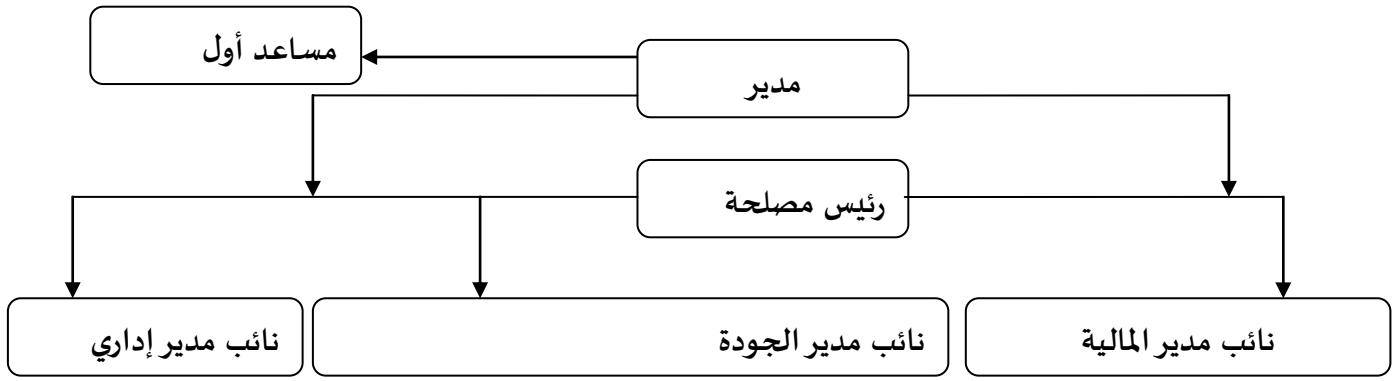 مساعد أول
مدير
رئيس مصلحة
نائب مدير المالية
نائب مدير الجودة
نائب مدير إداري